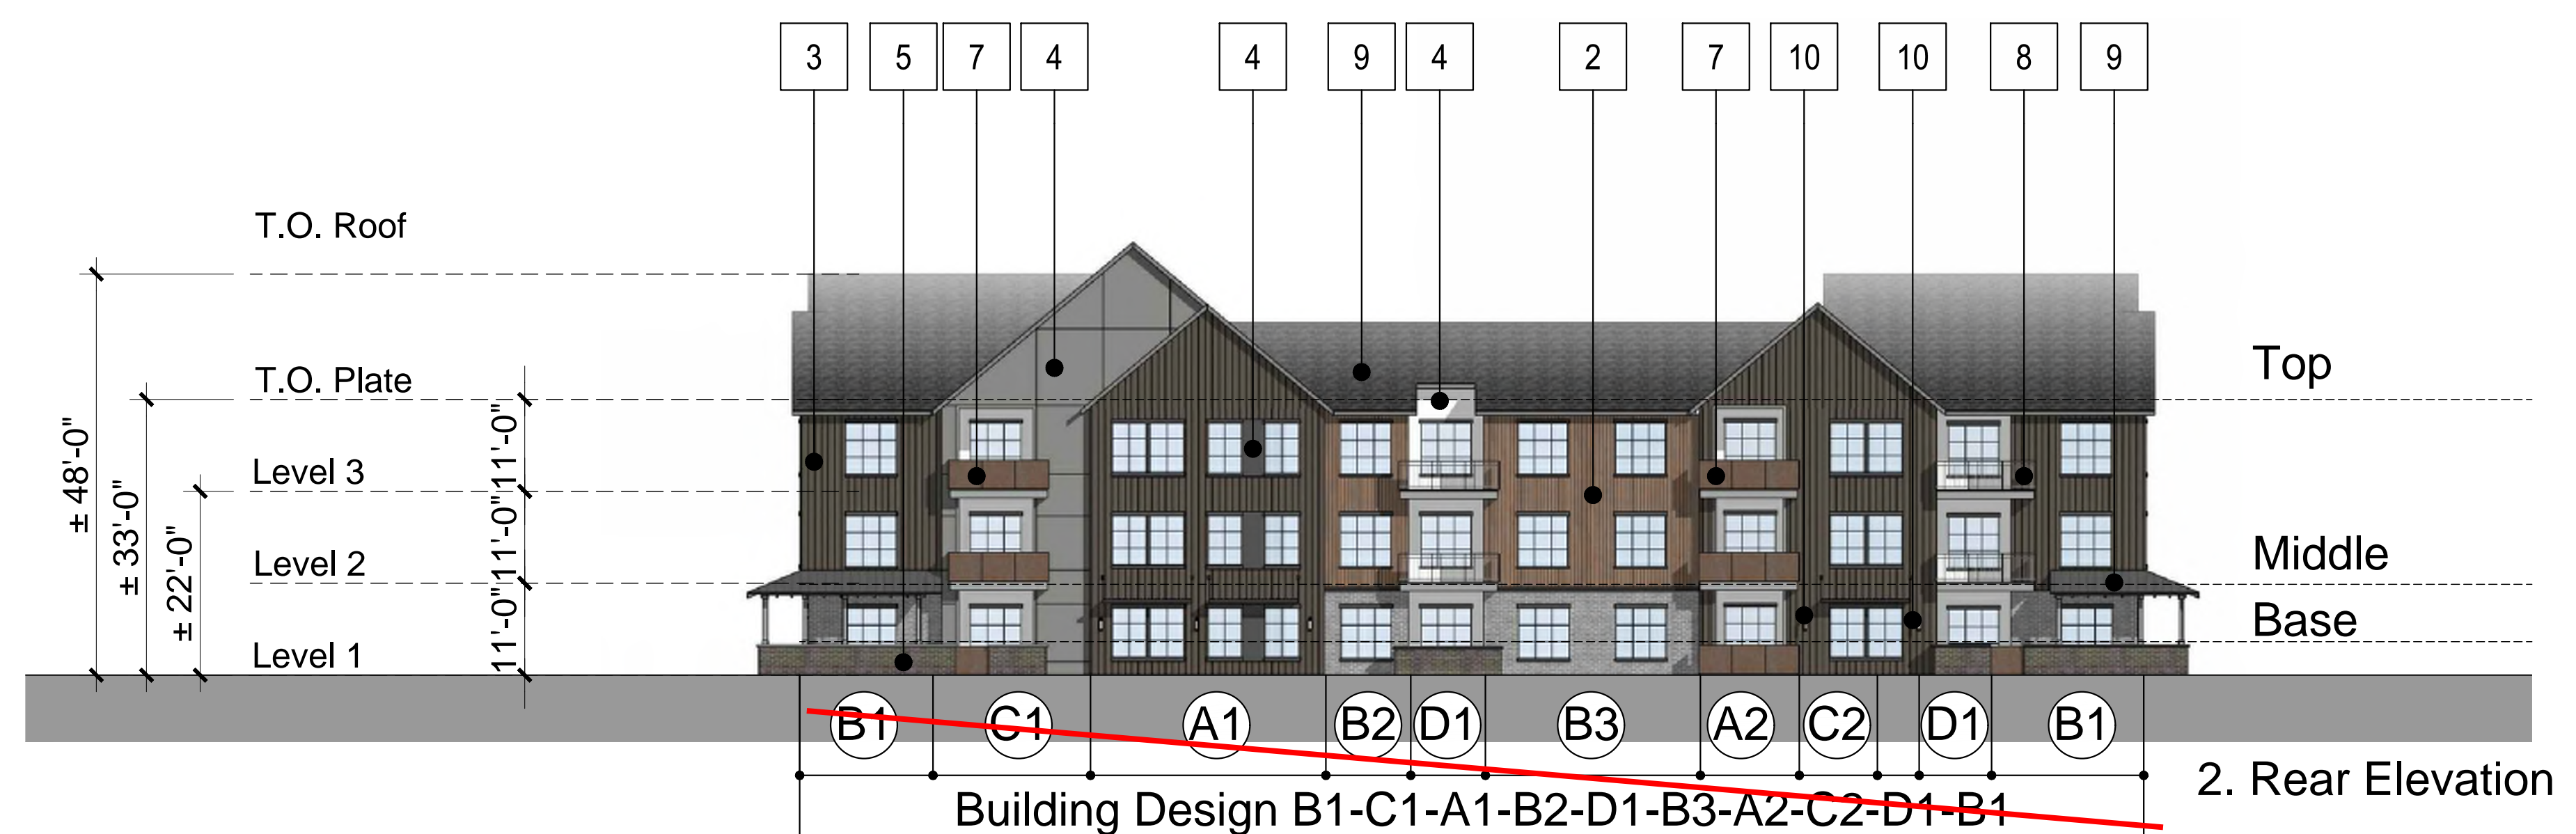 3 5 7 4 4 9 4 2 7 10 10 8 9
T.O. Roof
T.O. Plate
Level 3
Level 2
Level 1
± 48'-0"
± 33'-0"
± 22'-0"
11'-0"
11'-0"
11'-0"
Top
Middle
Base
B1 C1 A1 B2 D1 B3 A2 C2 D1 B1
2. Rear Elevation
Building Design B1-C1-A1-B2-D1-B3-A2-C2-D1-B1